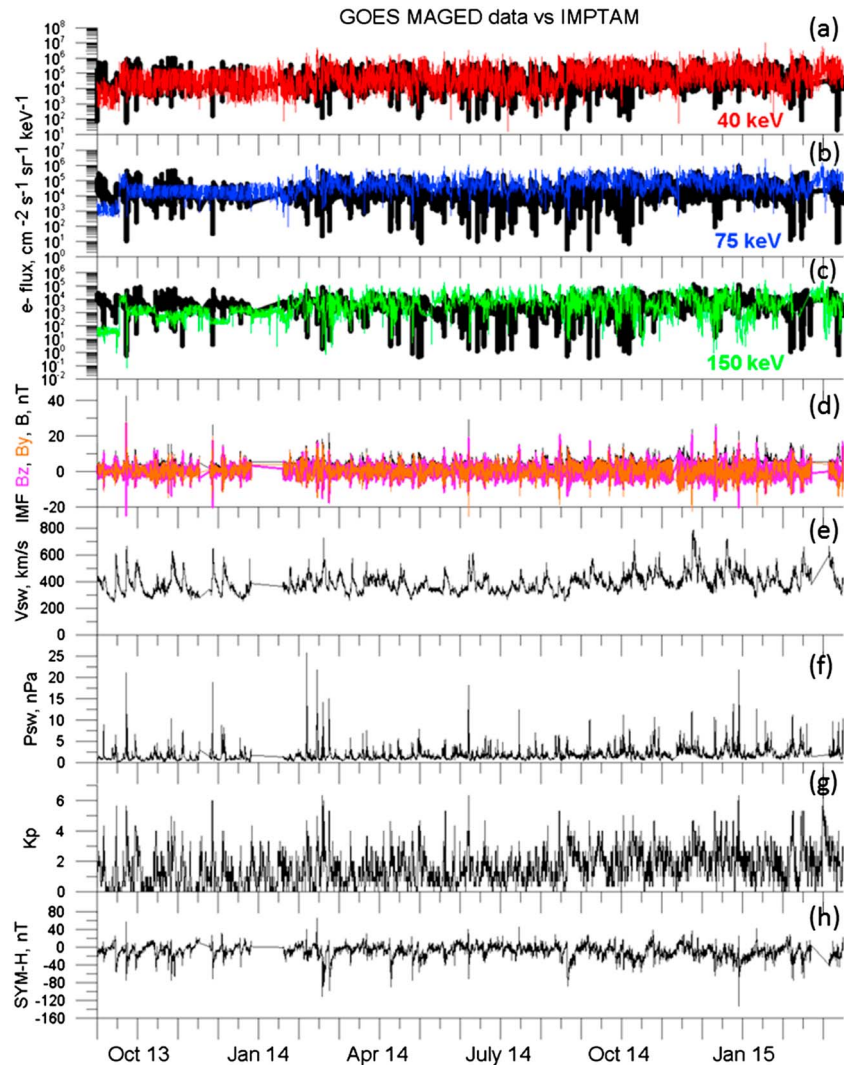 GOES MAGED data vs IMPTAM
(a)
10^8
10^7
10^6
10^5
10^4
10^3
10^2
10^1
40 keV
(b)
10^7
10^6
10^5
10^4
10^3
10^2
10^1
10^0
75 keV
e- flux, cm -2 s-1 sr-1 keV-1
(c)
10^6
10^5
10^4
10^3
10^2
10^1
10^0
10^-1
10^-2
150 keV
(d)
IMF Bz, By, B, nT
40
20
0
-20
(e)
Vsw, km/s
800
600
400
200
0
(f)
Psw, nPa
25
20
15
10
5
0
(g)
Kp
6
4
2
0
(h)
SYM-H, nT
80
40
0
-40
-80
-120
-160
Oct 13 Jan 14 Apr 14 July 14 Oct 14 Jan 15